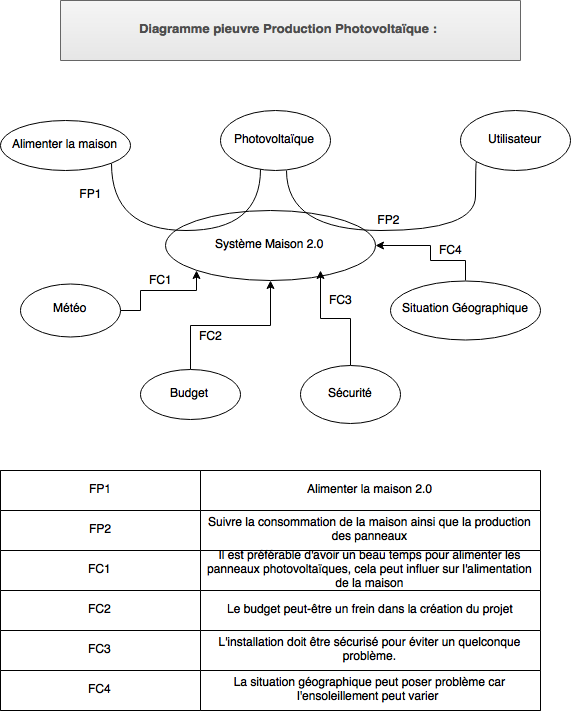 Diagramme pieuvre Production Photovoltaïque :
Alimenter la maison
Photovoltaïque
Utilisateur
FP1
FP2
Système Maison 2.0
FC4
FC1
FC3
Météo
Situation Géographique
FC2
Budget
Sécurité
FP1
Alimenter la maison 2.0
FP2
Suivre la consommation de la maison ainsi que la production
des panneaux
FC1
Il est préférable d'avoir un beau temps pour alimenter les
panneaux photovoltaïques, cela peut influer sur l'alimentation
de la maison
FC2
Le budget peut-être un frein dans la création du projet
FC3
L'installation doit être sécurisé pour éviter un quelconque
problème.
FC4
La situation géographique peut poser problème car
l'ensoleillement peut varier